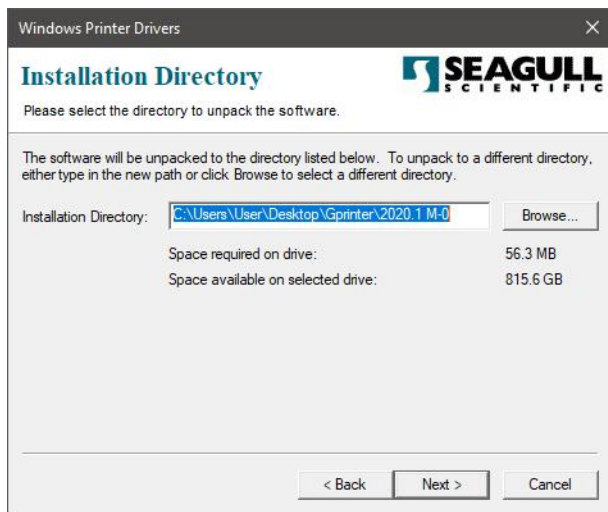 Windows Printer Drivers
Installation Directory
SEAGULL
SCIENTIFIC
Please select the directory to unpack the software.
The software will be unpacked to the directory listed below. To unpack to a different directory,
either type in the new path or click Browse to select a different directory.
Installation Directory: C:\Users\User\Desktop\Gprinter\2020.1 M-0 Browse...
Space required on drive: 56.3 MB
Space available on selected drive: 815.6 GB
< Back Next > Cancel